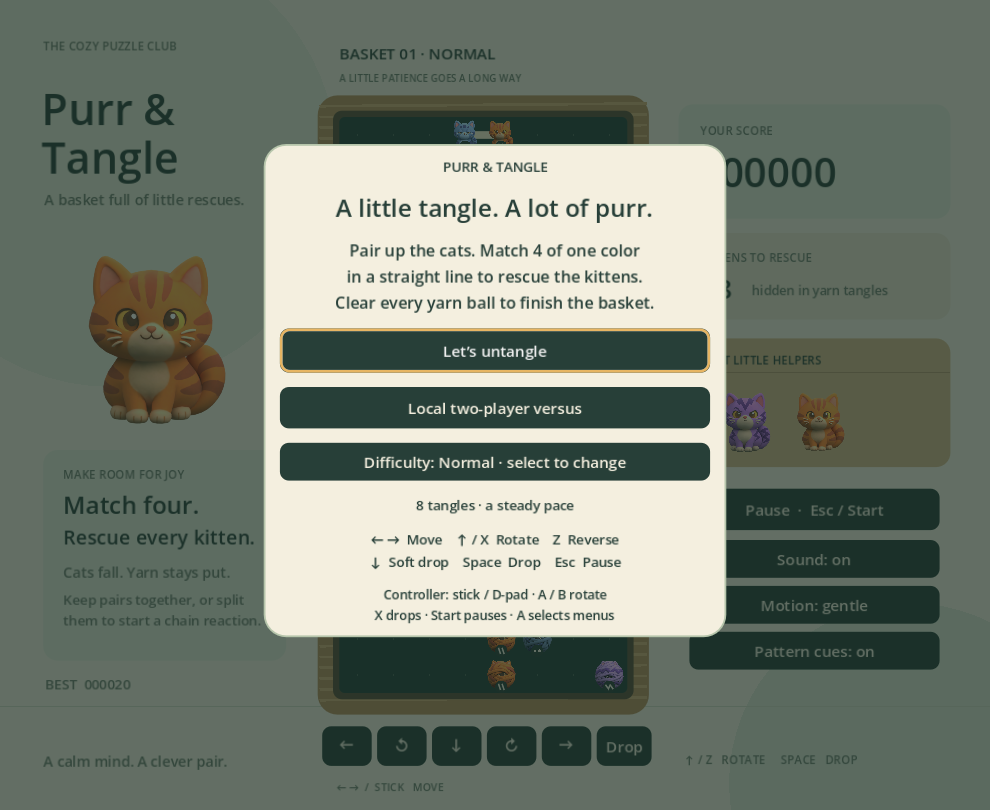 THE COZY PUZZLE CLUB
Purr &
Tangle
A basket full of little rescues.
MAKE ROOM FOR JOY
Match four.
Rescue every kitten.
Cats fall. Yarn stays put.
Keep pairs together, or split
them to start a chain reaction.
BEST 000020
A calm mind. A clever pair.
BASKET 01 · NORMAL
A LITTLE PATIENCE GOES A LONG WAY
PURR & TANGLE
A little tangle. A lot of purr.
Pair up the cats. Match 4 of one color
in a straight line to rescue the kittens.
Clear every yarn ball to finish the basket.
Let's untangle
Local two-player versus
Difficulty: Normal · select to change
8 tangles · a steady pace
← → Move ↑ / X Rotate Z Reverse
↓ Soft drop Space Drop Esc Pause
Controller: stick / D-pad · A / B rotate
X drops · Start pauses · A selects menus
← ↺ ↓ ↻ → Drop
← → / STICK MOVE
YOUR SCORE
00000
TO RESCUE
hidden in yarn tangles
LITTLE HELPERS
Pause · Esc / Start
Sound: on
Motion: gentle
Pattern cues: on
↑ / Z ROTATE SPACE DROP